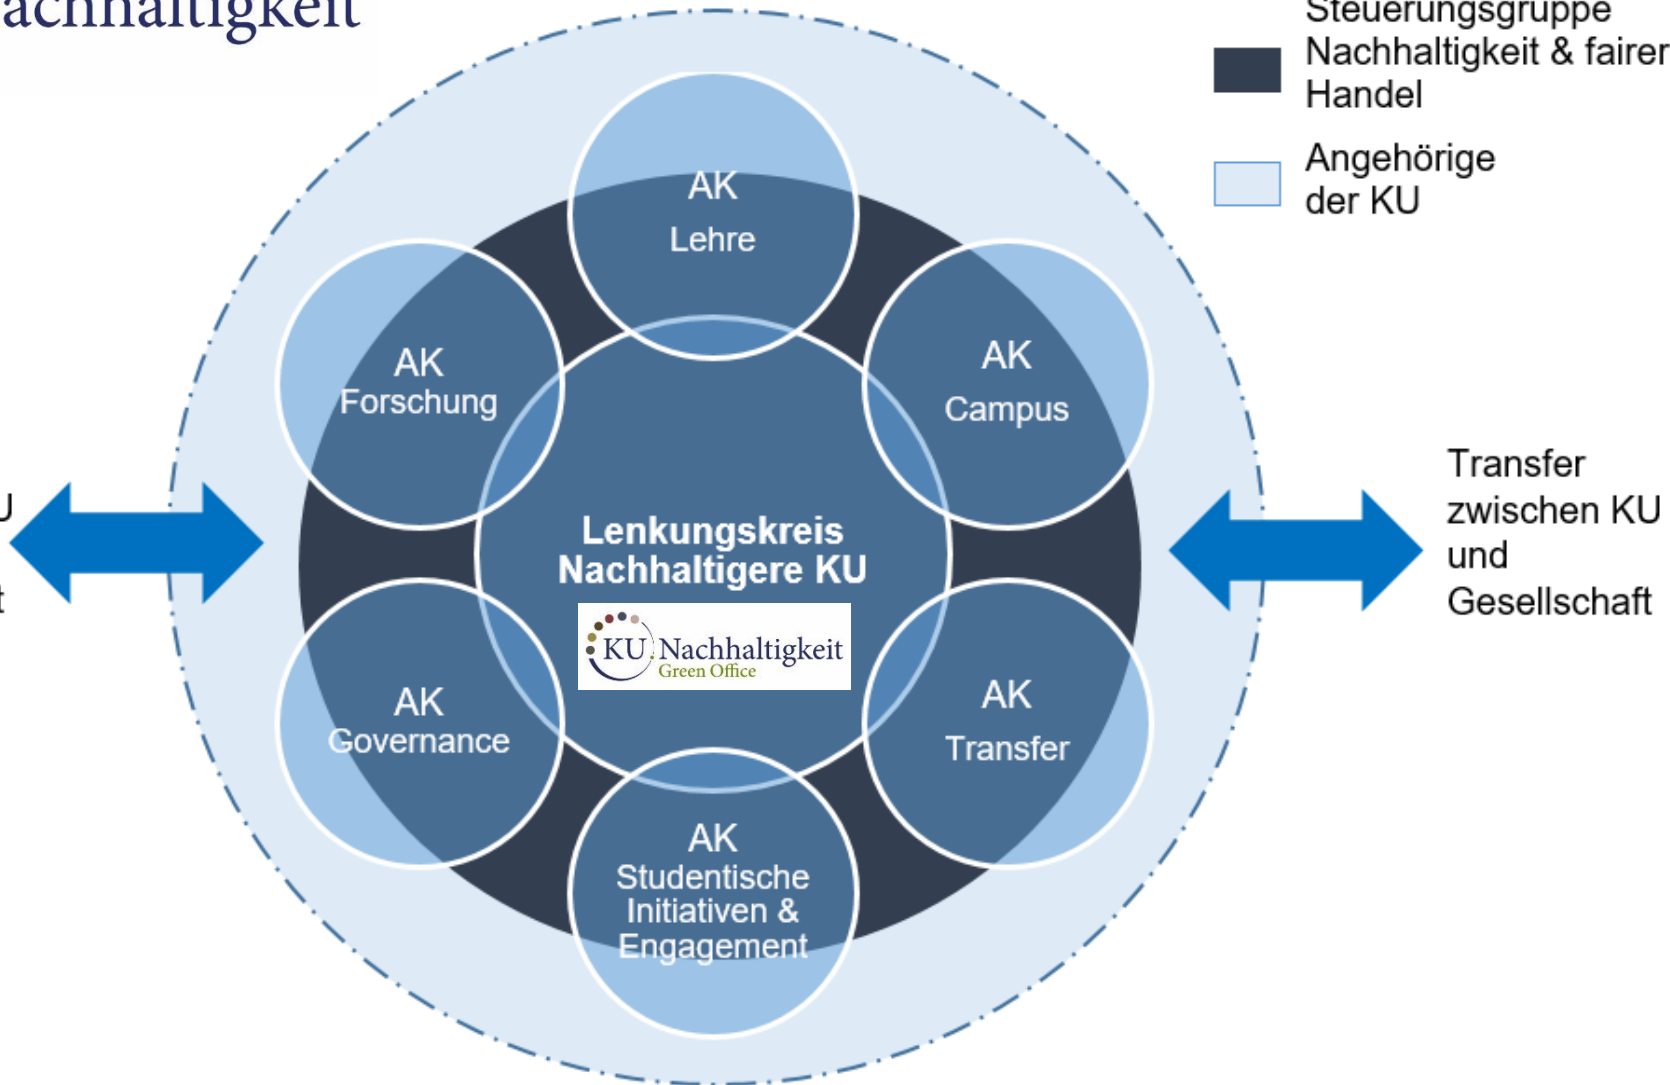 achhaltigkeit
Steuerungsgruppe
Nachhaltigkeit & fairer
Handel
Angehörige
der KU
AK
Lehre
AK
Forschung
AK
Campus
Lenkungskreis
Nachhaltigere KU
KU.Nachhaltigkeit
Green Office
Transfer
zwischen KU
und
Gesellschaft
U
t
AK
Governance
AK
Transfer
AK
Studentische
Initiativen &
Engagement